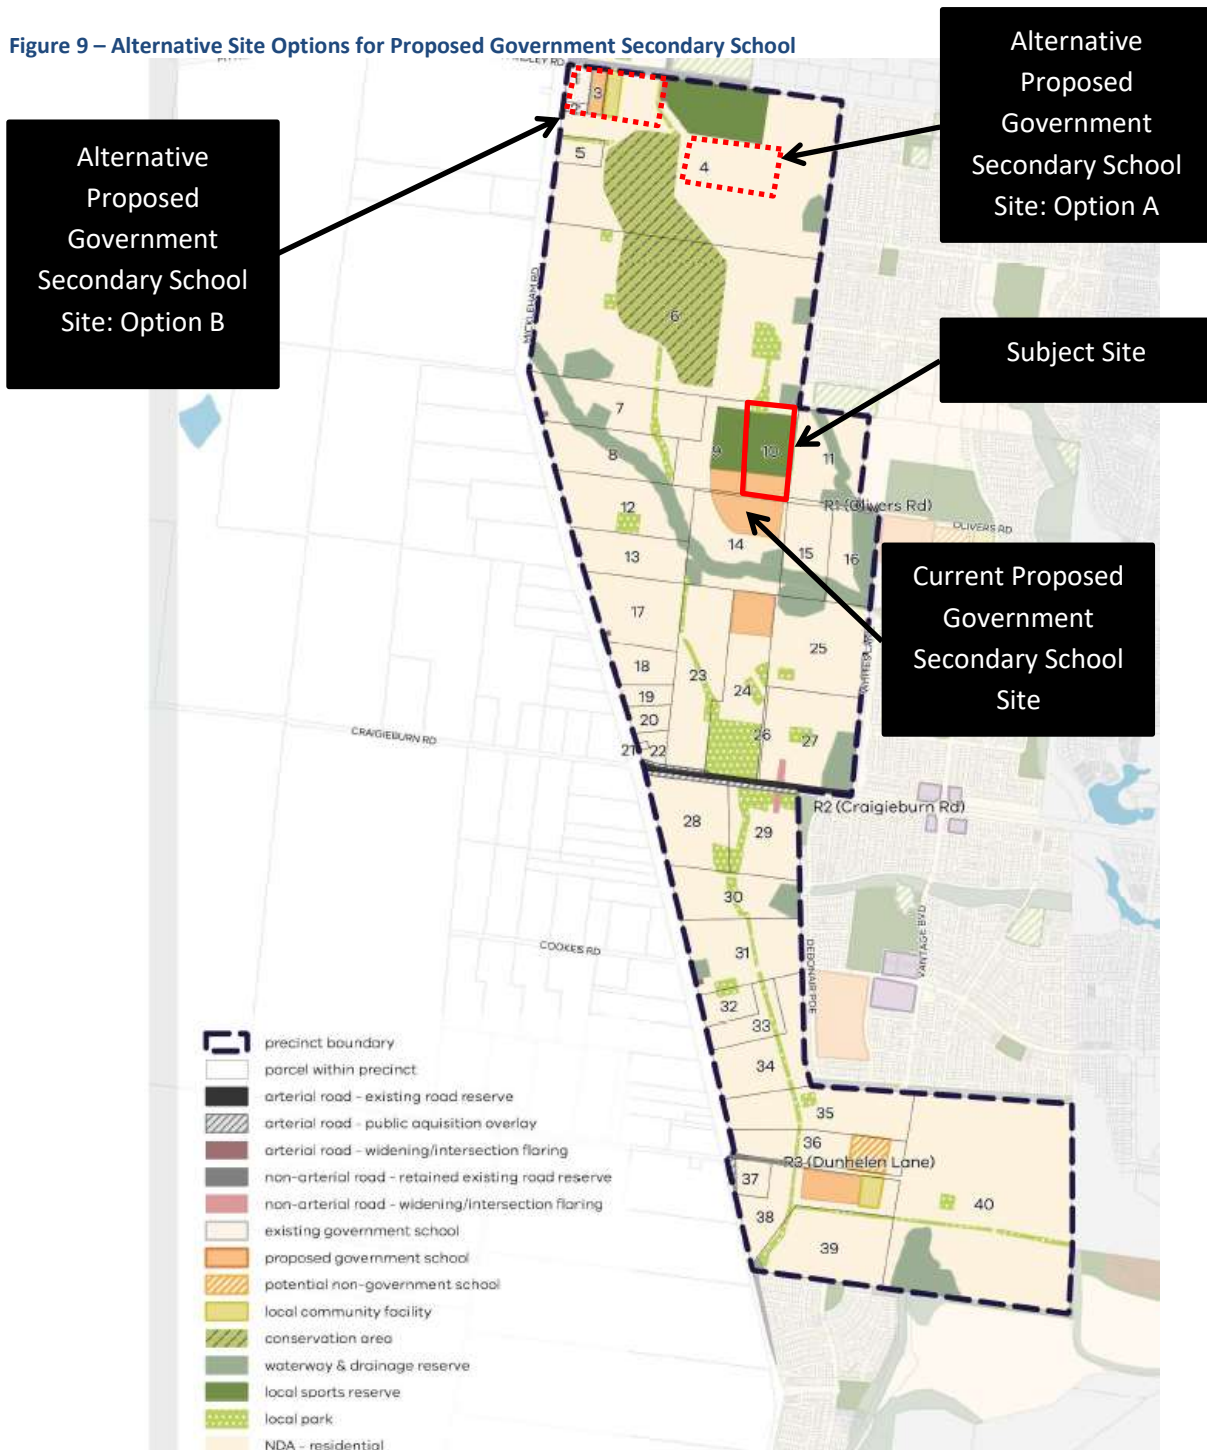 Figure 9 – Alternative Site Options for Proposed Government Secondary School
Alternative
Proposed
Government
Secondary School
Site: Option A
Alternative
Proposed
Government
Secondary School
Site: Option B
Subject Site
Current Proposed
Government
Secondary School
Site
1
3
4
5
6
7
8
9
10
11
12
13
14
15
16
17
18
19
20
21
22
23
24
25
26
27
28
29
30
31
32
33
34
35
36
37
38
39
40
MICKLEHAM RD
R1 (Olivers Rd)
OLIVERS RD
CRAIGIEBURN RD
R2 (Craigieburn Rd)
COOKES RD
DEBONAIR PDE
VANTAGE BVD
R3 (Dunhelen Lane)
precinct boundary
parcel within precinct
arterial road - existing road reserve
arterial road - public aquisition overlay
arterial road - widening/intersection flaring
non-arterial road - retained existing road reserve
non-arterial road - widening/intersection flaring
existing government school
proposed government school
potential non-government school
local community facility
conservation area
waterway & drainage reserve
local sports reserve
local park
NDA - residential